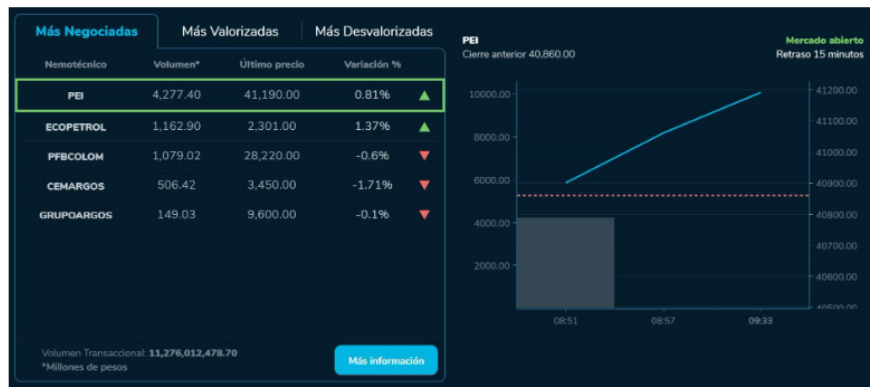 Más Negociadas Más Valorizadas Más Desvalorizadas
Nemotécnico Volumen* Último precio Variación %
PEI 4,277.40 41,190.00 0.81%
ECOPETROL 1,162.90 2,301.00 1.37%
PFBCOLOM 1,079.02 28,220.00 -0.6%
CEMARGOS 506.42 3,450.00 -1.71%
GRUPOARGOS 149.03 9,600.00 -0.1%
Volumen Transaccional: 11,276,012,478.70
*Millones de pesos
Más información
PEI Mercado abierto
Cierre anterior 40,860.00 Retraso 15 minutos
10000.00
8000.00
6000.00
4000.00
2000.00
41200.00
41100.00
41000.00
40900.00
40800.00
40700.00
40600.00
40500.00
08:51 08:57 09:33